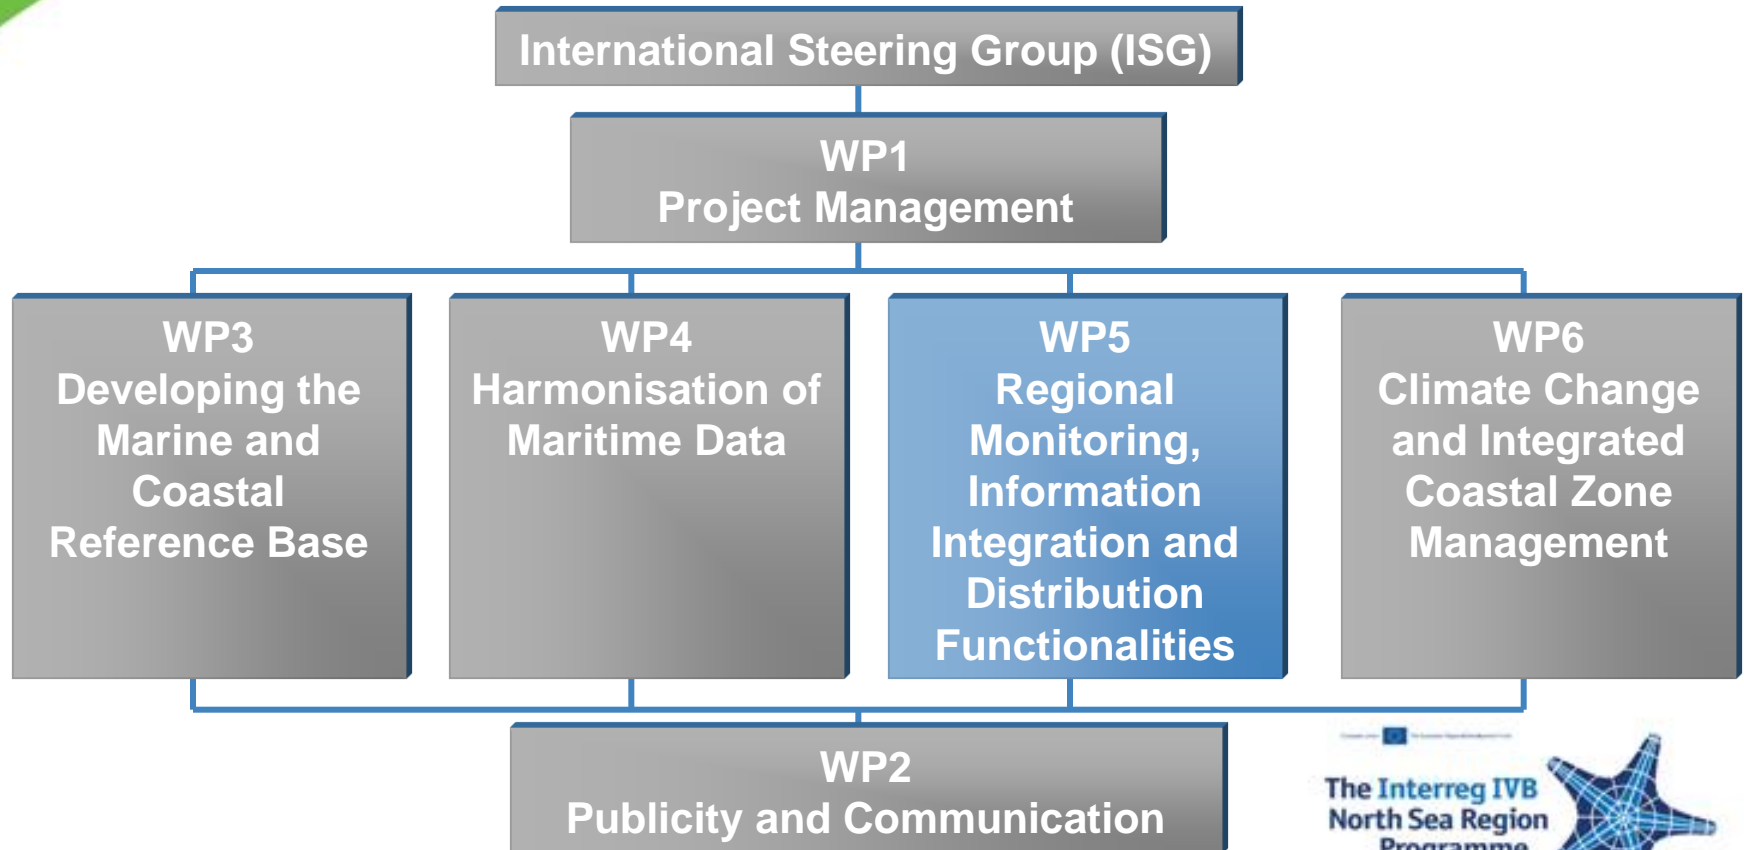 International Steering Group (ISG)
WP1
Project Management
WP3
Developing the
Marine and
Coastal
Reference Base
WP4
Harmonisation of
Maritime Data
WP5
Regional
Monitoring,
Information
Integration and
Distribution
Functionalities
WP6
Climate Change
and Integrated
Coastal Zone
Management
WP2
Publicity and Communication
The Interreg IVB
North Sea Region
Programme